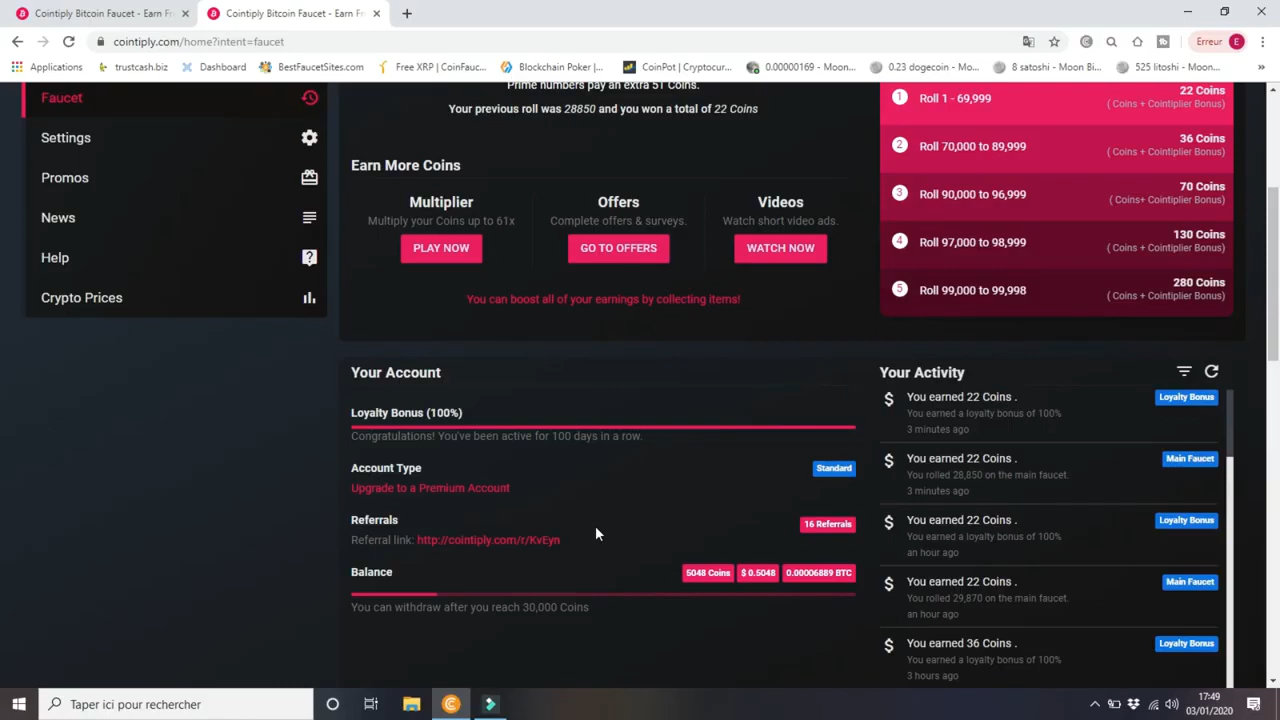 Cointiply Bitcoin Faucet - Earn Fr
Cointiply Bitcoin Faucet - Earn F
cointiply.com/home?intent=faucet
Erreur E
Applications
trustcash.biz
Dashboard
BestFaucetSites.com
Free XRP | CoinFauc...
Blockchain Poker |...
CoinPot | Cryptocur...
0.00000169 - Moon...
0.23 dogecoin - Mo...
8 satoshi - Moon Bi...
525 litoshi - Moon...
Faucet
Settings
Promos
News
Help
Crypto Prices
Prime numbers pay an extra 51 Coins.
Your previous roll was 28850 and you won a total of 22 Coins
Earn More Coins
Multiplier
Multiply your Coins up to 61x
PLAY NOW
Offers
Complete offers & surveys.
GO TO OFFERS
Videos
Watch short video ads.
WATCH NOW
You can boost all of your earnings by collecting items!
1 Roll 1 - 69,999 22 Coins
( Coins + Cointiplier Bonus)
2 Roll 70,000 to 89,999 36 Coins
( Coins + Cointiplier Bonus)
3 Roll 90,000 to 96,999 70 Coins
( Coins+ Cointiplier Bonus)
4 Roll 97,000 to 98,999 130 Coins
( Coins + Cointiplier Bonus)
5 Roll 99,000 to 99,998 280 Coins
( Coins + Cointiplier Bonus)
Your Account
Loyalty Bonus (100%)
Congratulations! You've been active for 100 days in a row.
Account Type Standard
Upgrade to a Premium Account
Referrals 16 Referrals
Referral link: http://cointiply.com/r/KvEyn
Balance 5048 Coins $ 0.5048 0.00006889 BTC
You can withdraw after you reach 30,000 Coins
Your Activity
You earned 22 Coins . Loyalty Bonus
You earned a loyalty bonus of 100%
3 minutes ago
You earned 22 Coins . Main Faucet
You rolled 28,850 on the main faucet.
3 minutes ago
You earned 22 Coins . Loyalty Bonus
You earned a loyalty bonus of 100%
an hour ago
You earned 22 Coins . Main Faucet
You rolled 29,870 on the main faucet.
an hour ago
You earned 36 Coins . Loyalty Bonus
You earned a loyalty bonus of 100%
3 hours ago
Taper ici pour rechercher
17:49
03/01/2020